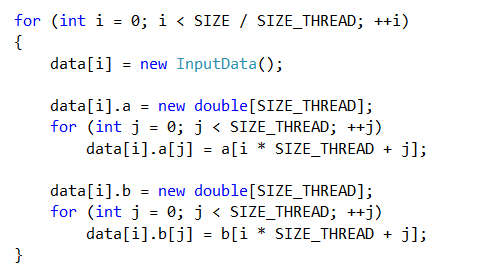 for (int i = 0; i < SIZE / SIZE_THREAD; ++i)
{
    data[i] = new InputData();

    data[i].a = new double[SIZE_THREAD];
    for (int j = 0; j < SIZE_THREAD; ++j)
        data[i].a[j] = a[i * SIZE_THREAD + j];

    data[i].b = new double[SIZE_THREAD];
    for (int j = 0; j < SIZE_THREAD; ++j)
        data[i].b[j] = b[i * SIZE_THREAD + j];
}